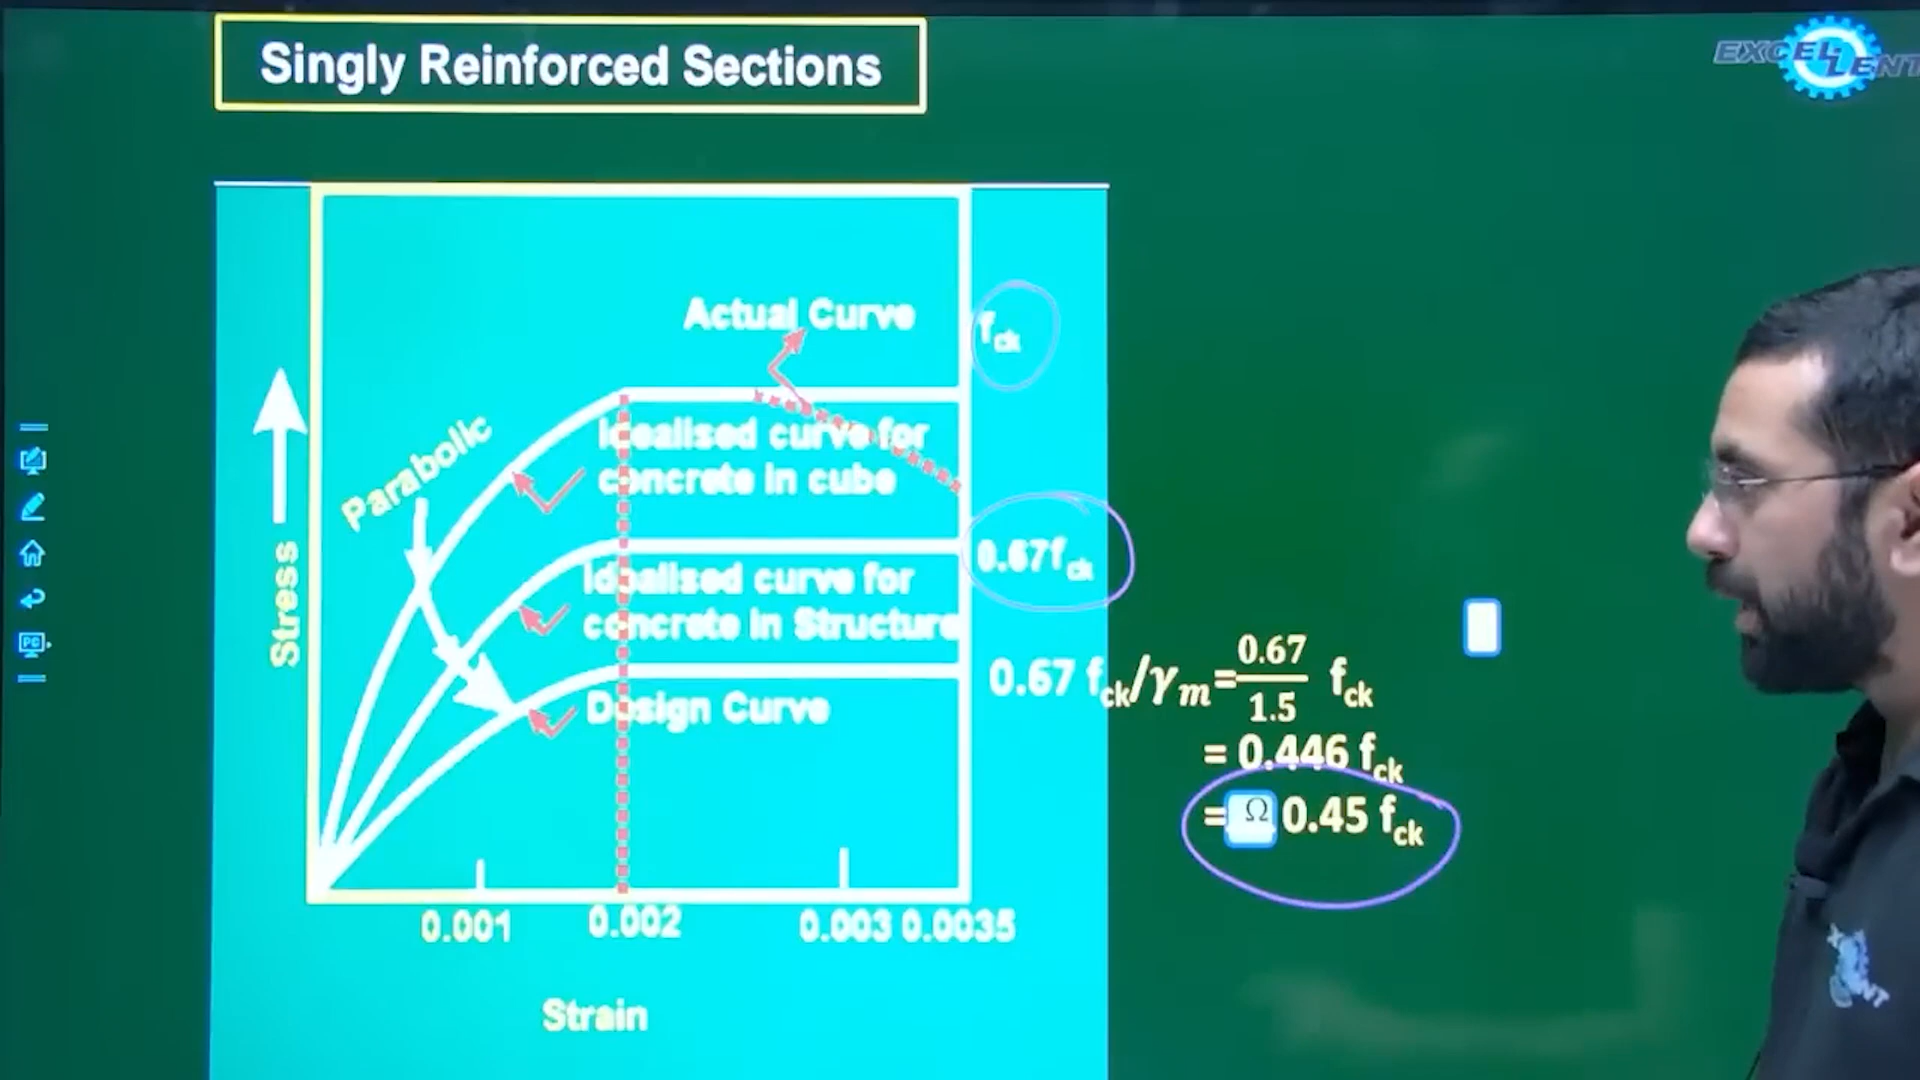 Singly Reinforced Sections
EXCELLENT
Actual Curve
fck
Parabolic
Idealised curve for
concrete in cube
0.67fck
Idealised curve for
concrete in Structure
Stress
0.67 fck/γm=0.67/1.5 fck
Design Curve
= 0.446 fck
= Ω 0.45 fck
0.001 0.002 0.003 0.0035
Strain
PC